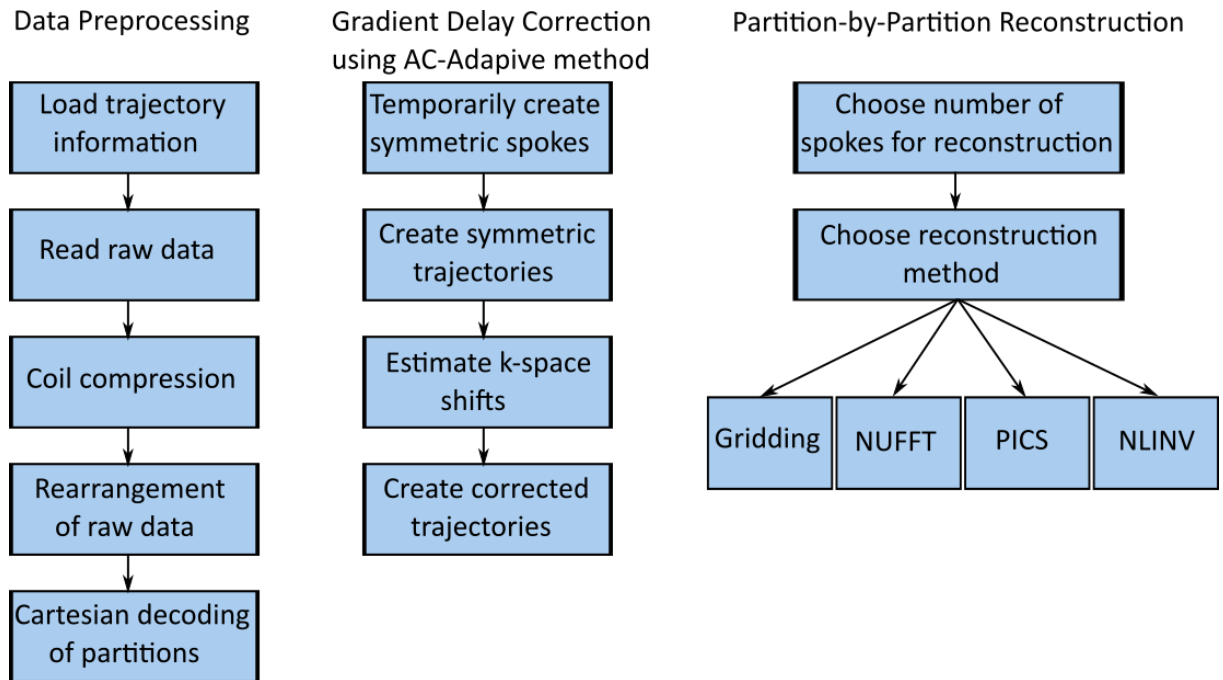 Data Preprocessing
Load trajectory
information
Read raw data
Coil compression
Rearrangement
of raw data
Cartesian decoding
of partitions
Gradient Delay Correction
using AC-Adapive method
Temporarily create
symmetric spokes
Create symmetric
trajectories
Estimate k-space
shifts
Create corrected
trajectories
Partition-by-Partition Reconstruction
Choose number of
spokes for reconstruction
Choose reconstruction
method
Gridding
NUFFT
PICS
NLINV